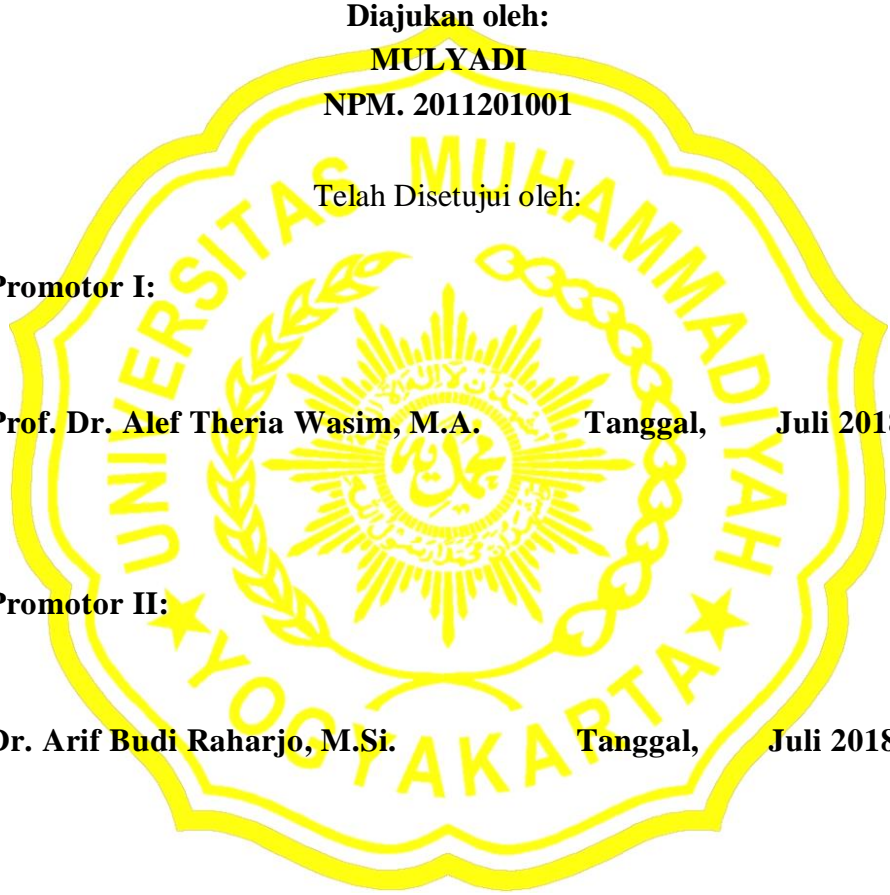 Diajukan oleh:
MULYADI
NPM. 2011201001
Telah Disetujui oleh:
Promotor I:
Prof. Dr. Alef Theria Wasim, M.A. Tanggal, Juli 2018
Promotor II:
Dr. Arif Budi Raharjo, M.Si. Tanggal, Juli 2018
UNIVERSITAS MUHAMMADIYAH
YOGYAKARTA